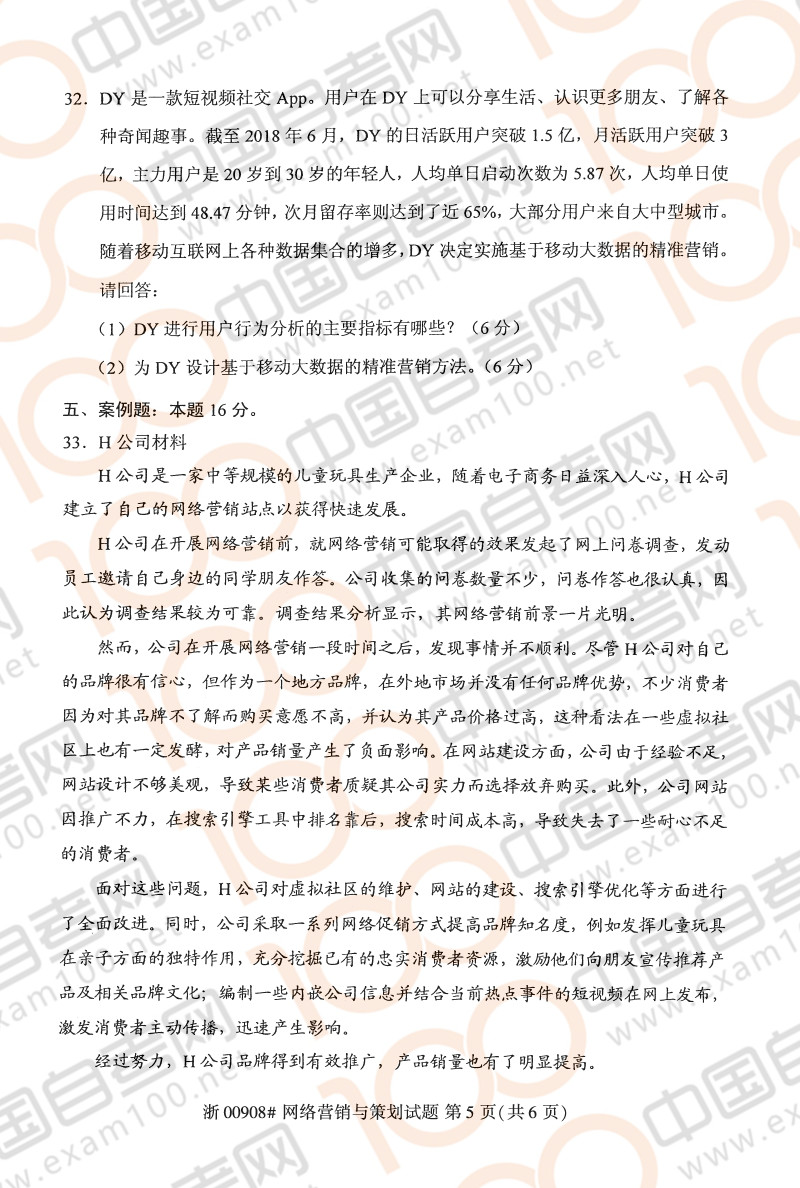 32．DY 是一款短视频社交 App。用户在 DY 上可以分享生活、认识更多朋友、了解各
种奇闻趣事。截至 2018 年 6 月，DY 的日活跃用户突破 1.5 亿，月活跃用户突破 3
亿，主力用户是 20 岁到 30 岁的年轻人，人均单日启动次数为 5.87 次，人均单日使
用时间达到 48.47 分钟，次月留存率则达到了近 65%，大部分用户来自大中型城市。
随着移动互联网上各种数据集合的增多，DY 决定实施基于移动大数据的精准营销。
请回答：
（1）DY 进行用户行为分析的主要指标有哪些？（6 分）
（2）为 DY 设计基于移动大数据的精准营销方法。（6 分）
五、案例题：本题 16 分。
33．H 公司材料
H 公司是一家中等规模的儿童玩具生产企业，随着电子商务日益深入人心，H 公司
建立了自己的网络营销站点以获得快速发展。
H 公司在开展网络营销前，就网络营销可能取得的效果发起了网上问卷调查，发动
员工邀请自己身边的同学朋友作答。公司收集的问卷数量不少，问卷作答也很认真，因
此认为调查结果较为可靠。调查结果分析显示，其网络营销前景一片光明。
然而，公司在开展网络营销一段时间之后，发现事情并不顺利。尽管 H 公司对自己
的品牌很有信心，但作为一个地方品牌，在外地市场并没有任何品牌优势，不少消费者
因为对其品牌不了解而购买意愿不高，并认为其产品价格过高，这种看法在一些虚拟社
区上也有一定发酵，对产品销量产生了负面影响。在网站建设方面，公司由于经验不足，
网站设计不够美观，导致某些消费者质疑其公司实力而选择放弃购买。此外，公司网站
因推广不力，在搜索引擎工具中排名靠后，搜索时间成本高，导致失去了一些耐心不足
的消费者。
面对这些问题，H 公司对虚拟社区的维护、网站的建设、搜索引擎优化等方面进行
了全面改进。同时，公司采取一系列网络促销方式提高品牌知名度，例如发挥儿童玩具
在亲子方面的独特作用，充分挖掘已有的忠实消费者资源，激励他们向朋友宣传推荐产
品及相关品牌文化；编制一些内嵌公司信息并结合当前热点事件的短视频在网上发布，
激发消费者主动传播，迅速产生影响。
经过努力，H 公司品牌得到有效推广，产品销量也有了明显提高。
浙 00908# 网络营销与策划试题 第 5 页（共 6 页）
中国自考网
www.exam100.net
100